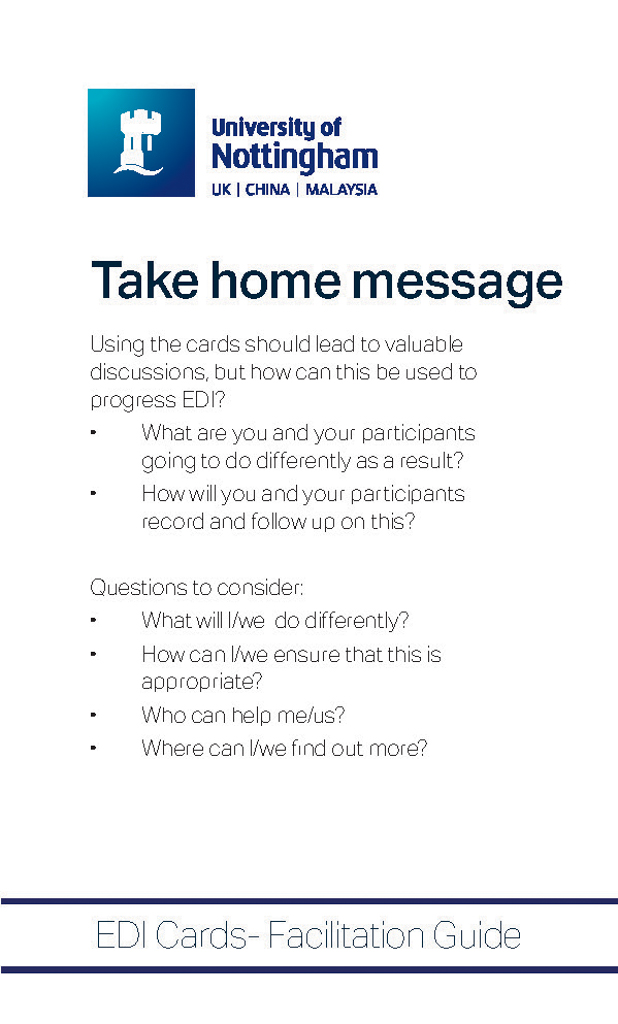 University of
Nottingham
UK | CHINA | MALAYSIA
Take home message
Using the cards should lead to valuable
discussions, but how can this be used to
progress EDI?
• What are you and your participants
going to do differently as a result?
• How will you and your participants
record and follow up on this?
Questions to consider:
• What will I/we  do differently?
• How can I/we ensure that this is
appropriate?
• Who can help me/us?
• Where can I/we find out more?
EDI Cards- Facilitation Guide